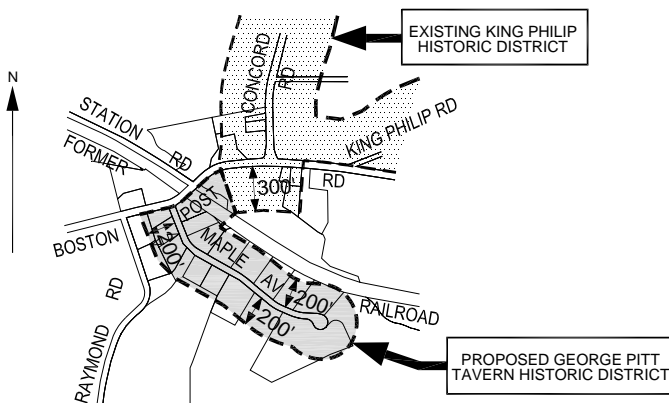 EXISTING KING PHILIP
HISTORIC DISTRICT
N
CONCORD
RD
STATION
RD
FORMER
KING PHILIP RD
RD
300'
POST
BOSTON
200'
MAPLE
AV
200'
200'
RD
RAILROAD
RAYMOND
PROPOSED GEORGE PITT
TAVERN HISTORIC DISTRICT